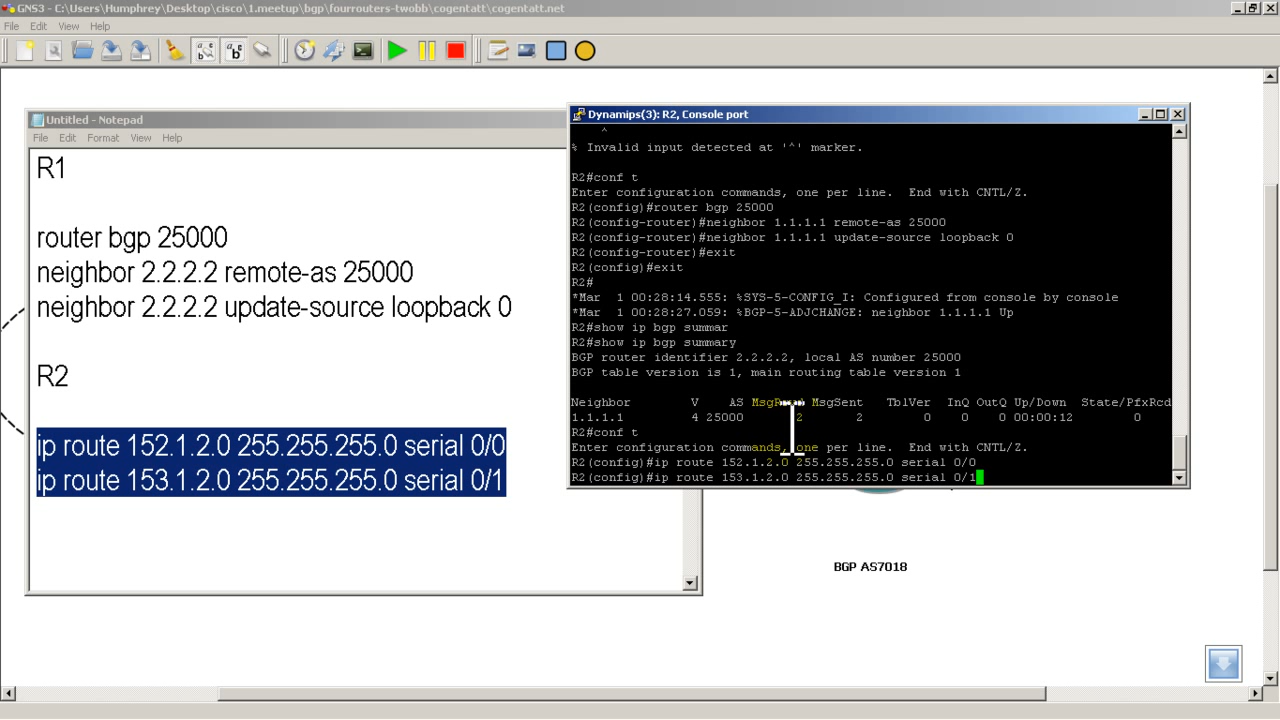 GNS3 - C:\Users\Humphrey\Desktop\cisco\1.meetup\bgp\fourrouters-twobb\cogentatt\cogentatt.net
File Edit View Help
Untitled - Notepad
File Edit Format View Help
R1
router bgp 25000
neighbor 2.2.2.2 remote-as 25000
neighbor 2.2.2.2 update-source loopback 0
R2
ip route 152.1.2.0 255.255.255.0 serial 0/0
ip route 153.1.2.0 255.255.255.0 serial 0/1
Dynamips(3): R2, Console port
^
% Invalid input detected at '^' marker.
R2#conf t
Enter configuration commands, one per line. End with CNTL/Z.
R2(config)#router bgp 25000
R2(config-router)#neighbor 1.1.1.1 remote-as 25000
R2(config-router)#neighbor 1.1.1.1 update-source loopback 0
R2(config-router)#exit
R2(config)#exit
R2#
*Mar 1 00:28:14.555: %SYS-5-CONFIG_I: Configured from console by console
*Mar 1 00:28:27.059: %BGP-5-ADJCHANGE: neighbor 1.1.1.1 Up
R2#show ip bgp summar
R2#show ip bgp summary
BGP router identifier 2.2.2.2, local AS number 25000
BGP table version is 1, main routing table version 1
Neighbor V AS MsgSent TblVer InQ OutQ Up/Down State/PfxRcd
1.1.1.1 4 25000 2 2 0 0 0 00:00:12 0
R2#conf t
Enter configuration commands, one per line. End with CNTL/Z.
R2(config)#ip route 152.1.2.0 255.255.255.0 serial 0/0
R2(config)#ip route 153.1.2.0 255.255.255.0 serial 0/1
BGP AS7018